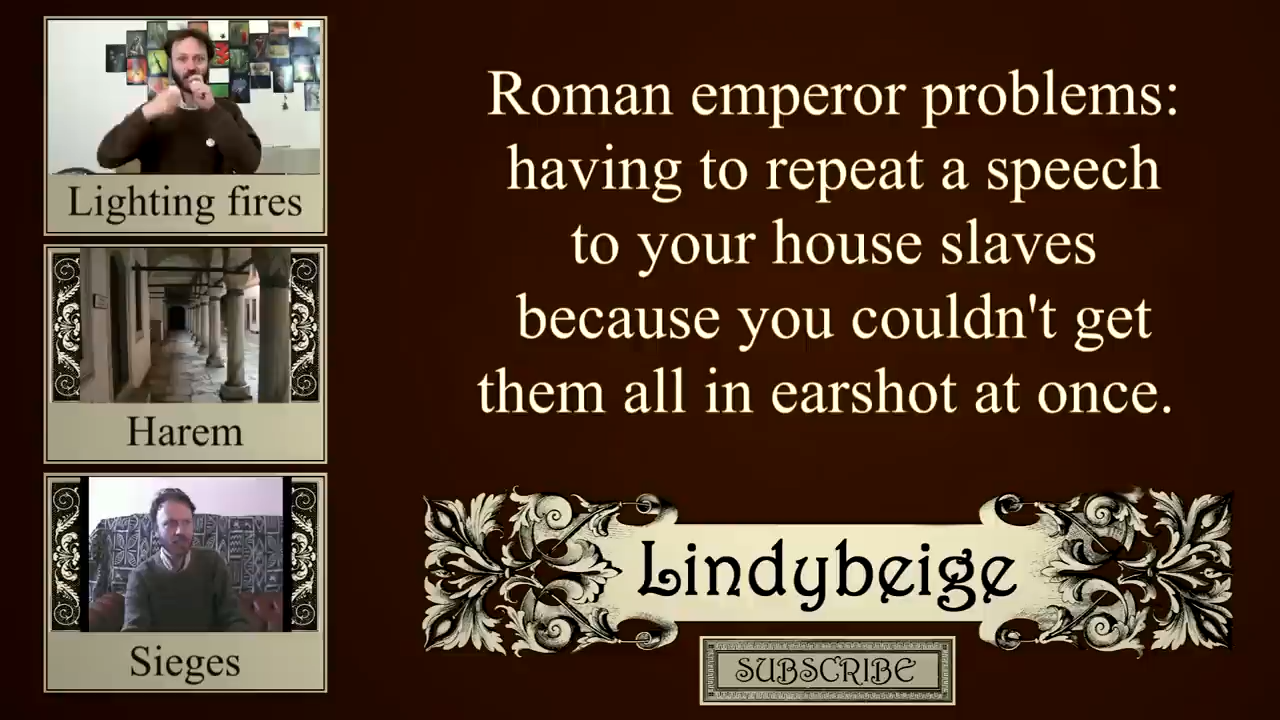 Lighting fires
Harem
Sieges
Roman emperor problems:
having to repeat a speech
to your house slaves
because you couldn't get
them all in earshot at once.
Lindybeige
SUBSCRIBE